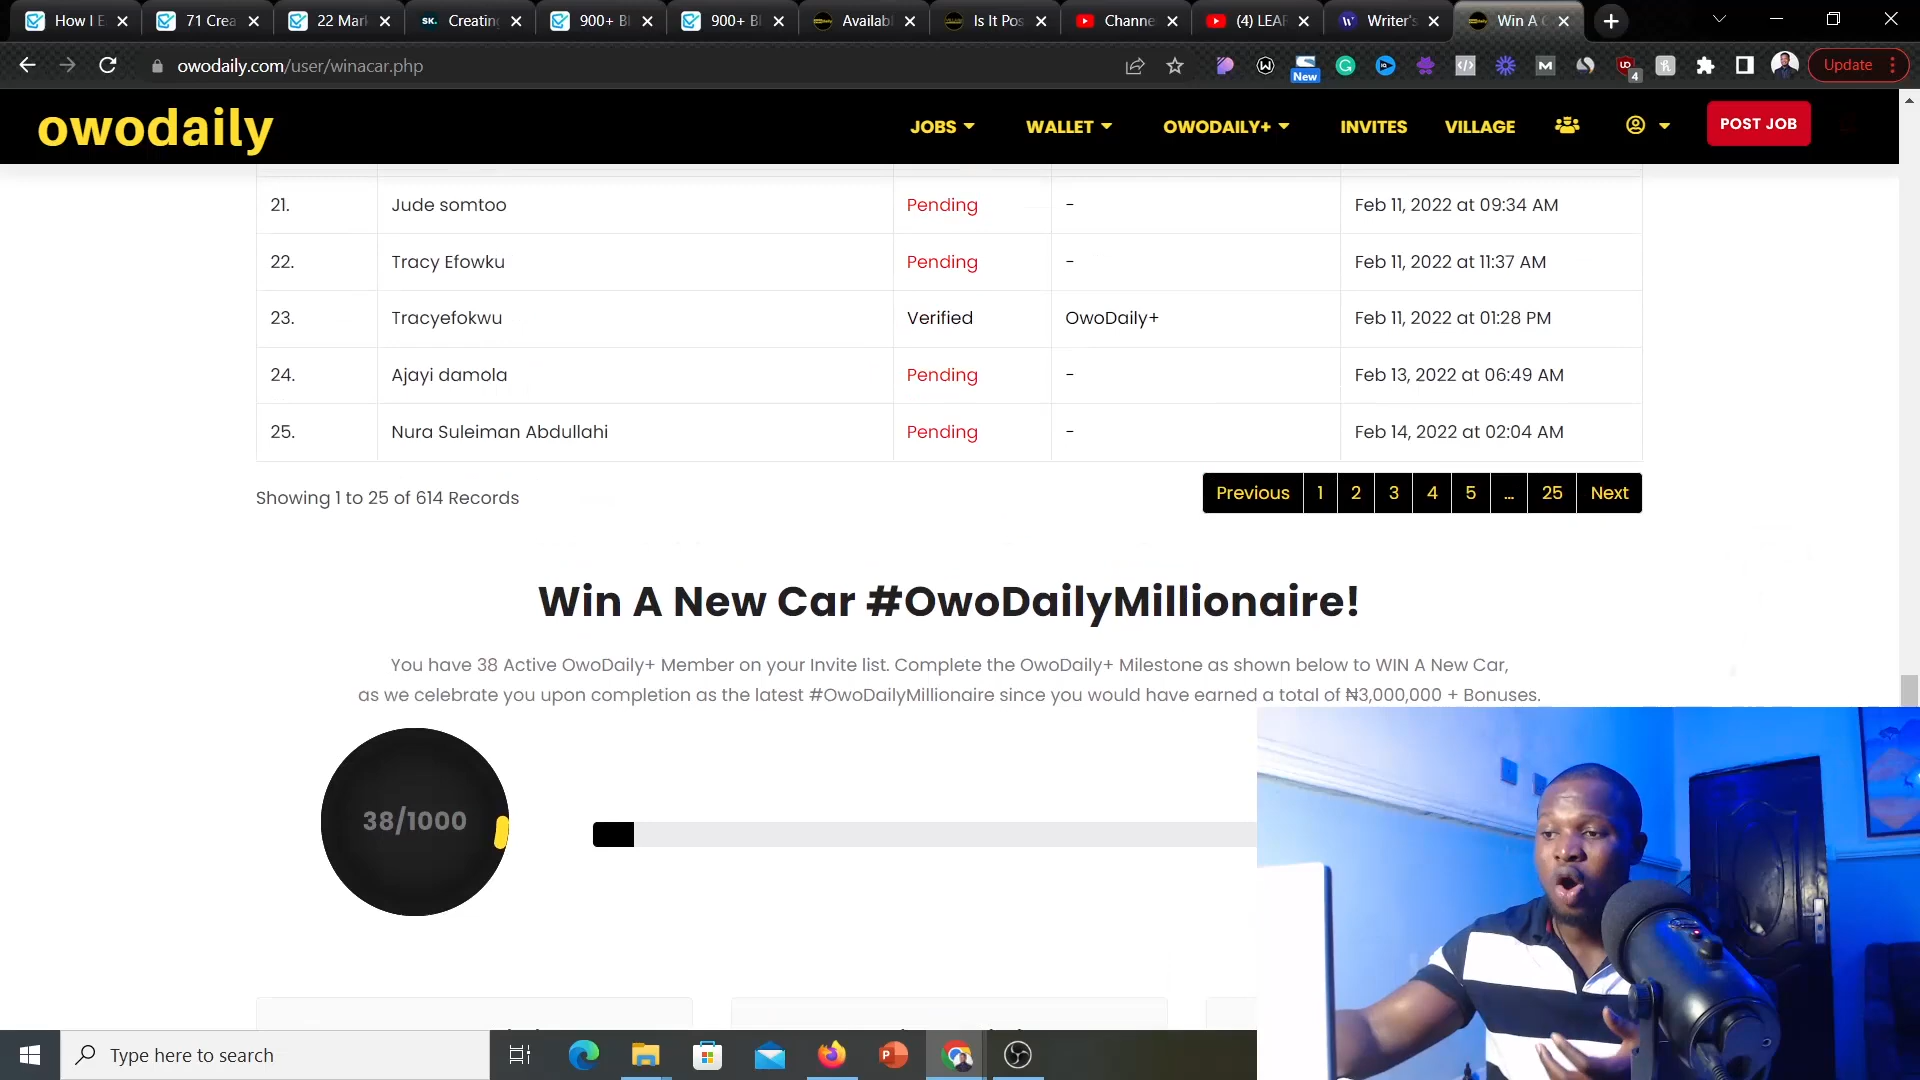 How I E
71 Crea
22 Mark
SK. Creating
900+ Bl
900+ Bl
Availab
Is It Pos
Channe
(4) LEAR
Writer's
Win A C
owodaily.com/user/winacar.php
New
4
Update
owodaily
JOBS
WALLET
OWODAILY+
INVITES
VILLAGE
POST JOB
21. Jude somtoo Pending - Feb 11, 2022 at 09:34 AM
22. Tracy Efowku Pending - Feb 11, 2022 at 11:37 AM
23. Tracyefokwu Verified OwoDaily+ Feb 11, 2022 at 01:28 PM
24. Ajayi damola Pending - Feb 13, 2022 at 06:49 AM
25. Nura Suleiman Abdullahi Pending - Feb 14, 2022 at 02:04 AM
Showing 1 to 25 of 614 Records
Previous 1 2 3 4 5 ... 25 Next
Win A New Car #OwoDailyMillionaire!
You have 38 Active OwoDaily+ Member on your Invite list. Complete the OwoDaily+ Milestone as shown below to WIN A New Car,
as we celebrate you upon completion as the latest #OwoDailyMillionaire since you would have earned a total of ₦3,000,000 + Bonuses.
38/1000
Type here to search